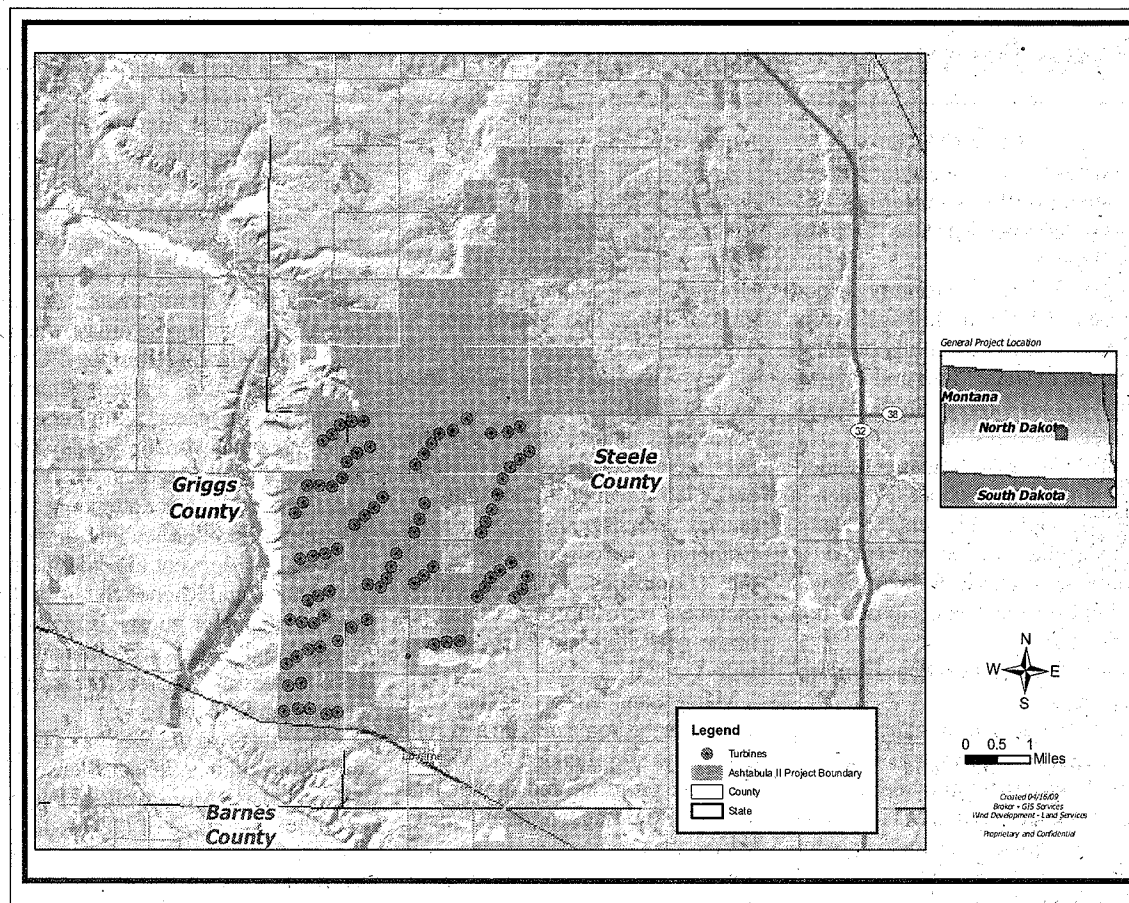 General Project Location
Montana
North Dakota
South Dakota
38
32
Steele
County
Griggs
County
Barnes
County
N
W E
S
0 0.5 1
Miles
Legend
Turbines
Ashtabula II Project Boundary
County
State
Created 04/16/09
Broker - GIS Services
Wind Development - Land Services
Proprietary and Confidential